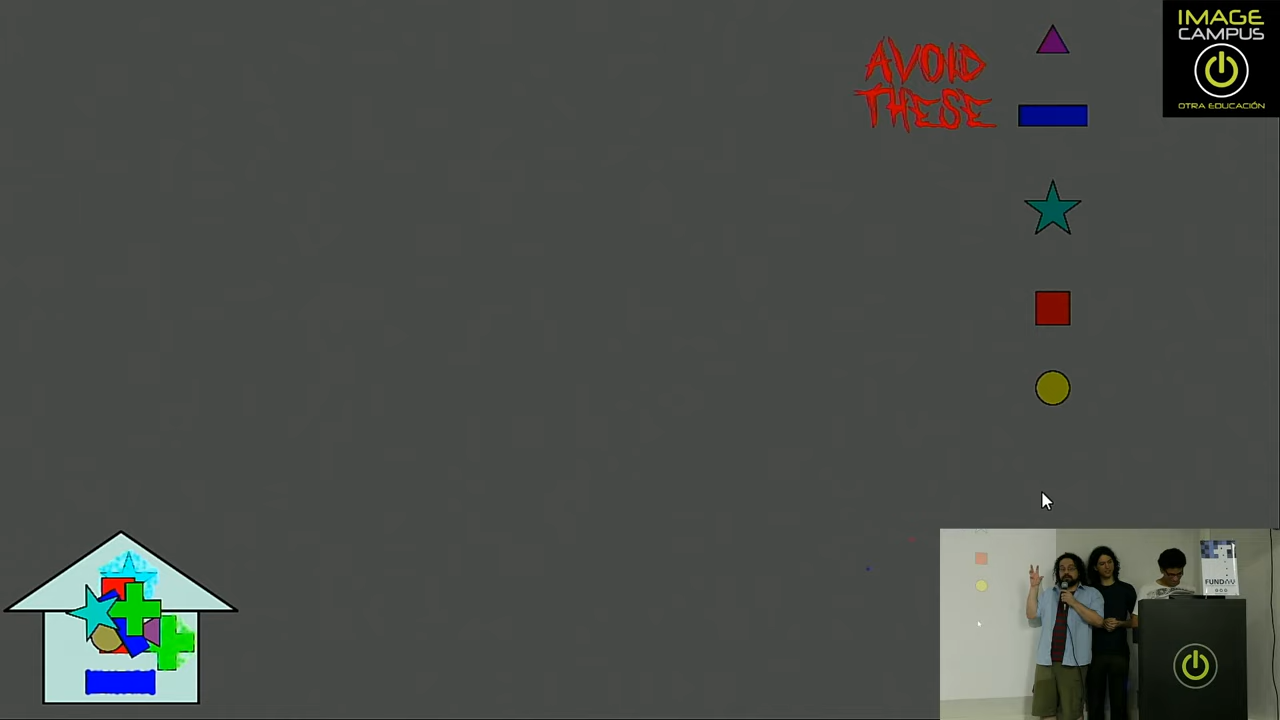 AVOID
THESE
IMAGE
CAMPUS
OTRA EDUCACIÓN
FUNDAV